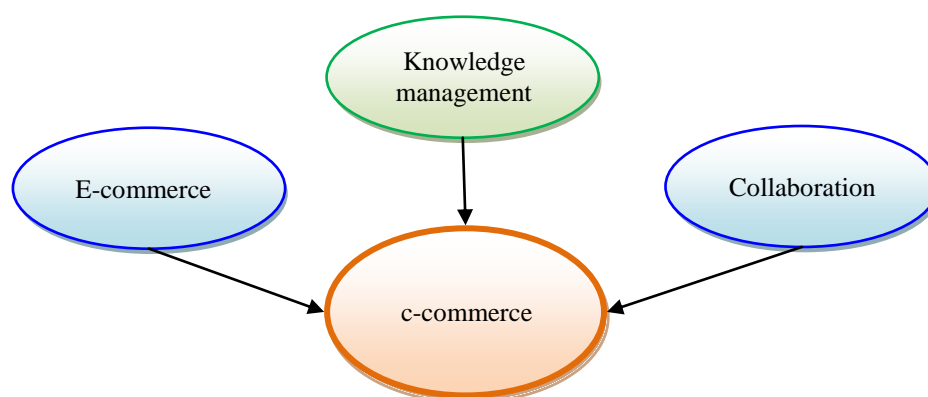 Knowledge
management
E-commerce
Collaboration
c-commerce